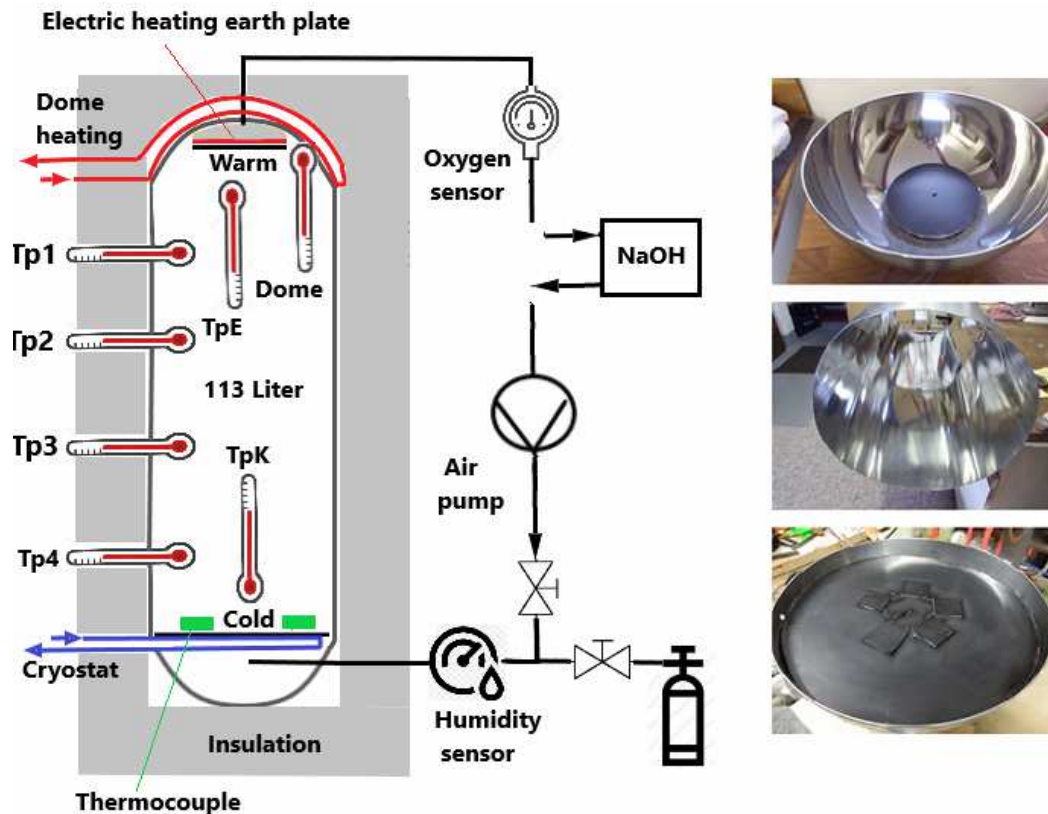 Electric heating earth plate
Dome
heating
Warm
Oxygen
sensor
Tp1
NaOH
Dome
TpE
Tp2
113 Liter
Tp3
TpK
Air
pump
Tp4
Cold
Cryostat
Humidity
sensor
Insulation
Thermocouple